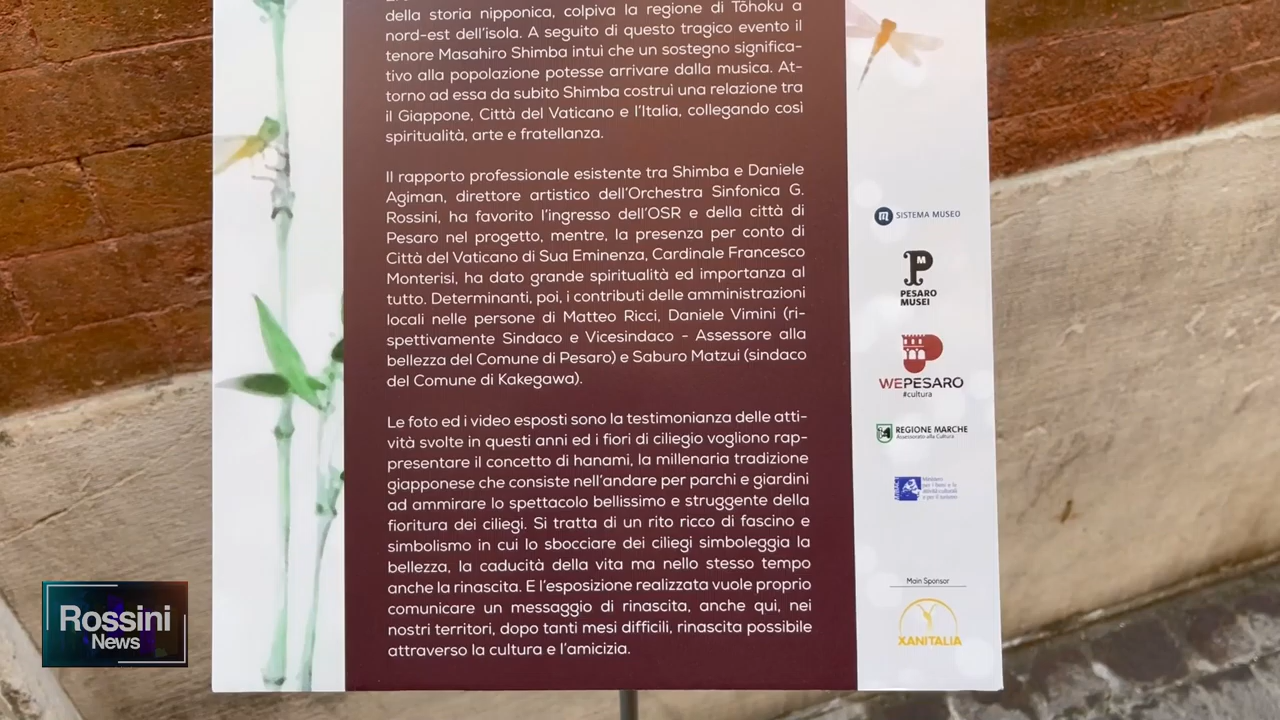 della storia nipponica, colpiva la regione di Tōhoku a
nord-est dell'isola. A seguito di questo tragico evento il
tenore Masahiro Shimba intuì che un sostegno significa-
tivo alla popolazione potesse arrivare dalla musica. At-
torno ad essa da subito Shimba costruì una relazione tra
il Giappone, Città del Vaticano e l'Italia, collegando così
spiritualità, arte e fratellanza.
Il rapporto professionale esistente tra Shimba e Daniele
Agiman, direttore artistico dell'Orchestra Sinfonica G.
Rossini, ha favorito l'ingresso dell'OSR e della città di
Pesaro nel progetto, mentre, la presenza per conto di
Città del Vaticano di Sua Eminenza, Cardinale Francesco
Monterisi, ha dato grande spiritualità ed importanza al
tutto. Determinanti, poi, i contributi delle amministrazioni
locali nelle persone di Matteo Ricci, Daniele Vimini (ri-
spettivamente Sindaco e Vicesindaco - Assessore alla
bellezza del Comune di Pesaro) e Saburo Matzui (sindaco
del Comune di Kakegawa).
Le foto ed i video esposti sono la testimonianza delle atti-
vità svolte in questi anni ed i fiori di ciliegio vogliono rap-
presentare il concetto di hanami, la millenaria tradizione
giapponese che consiste nell'andare per parchi e giardini
ad ammirare lo spettacolo bellissimo e struggente della
fioritura dei ciliegi. Si tratta di un rito ricco di fascino e
simbolismo in cui lo sbocciare dei ciliegi simboleggia la
bellezza, la caducità della vita ma nello stesso tempo
anche la rinascita. E l'esposizione realizzata vuole proprio
comunicare un messaggio di rinascita, anche qui, nei
nostri territori, dopo tanti mesi difficili, rinascita possibile
attraverso la cultura e l'amicizia.
m SISTEMA MUSEO
M
PESARO
MUSEI
WEPESARO
#cultura
REGIONE MARCHE
Assessorato alla Cultura
Ministero
per i beni e le
attività culturali
e per il turismo
Main Sponsor
XANITALIA
Rossini
News